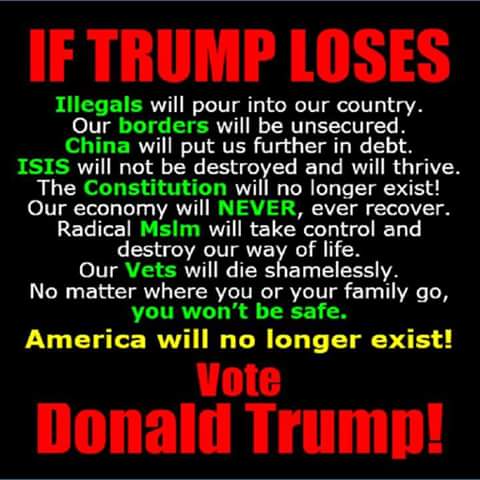 IF TRUMP LOSES
Illegals will pour into our country.
Our borders will be unsecured.
China will put us further in debt.
ISIS will not be destroyed and will thrive.
The Constitution will no longer exist!
Our economy will NEVER, ever recover.
Radical Mslm will take control and
destroy our way of life.
Our Vets will die shamelessly.
No matter where you or your family go,
you won't be safe.
America will no longer exist!
Vote
Donald Trump!